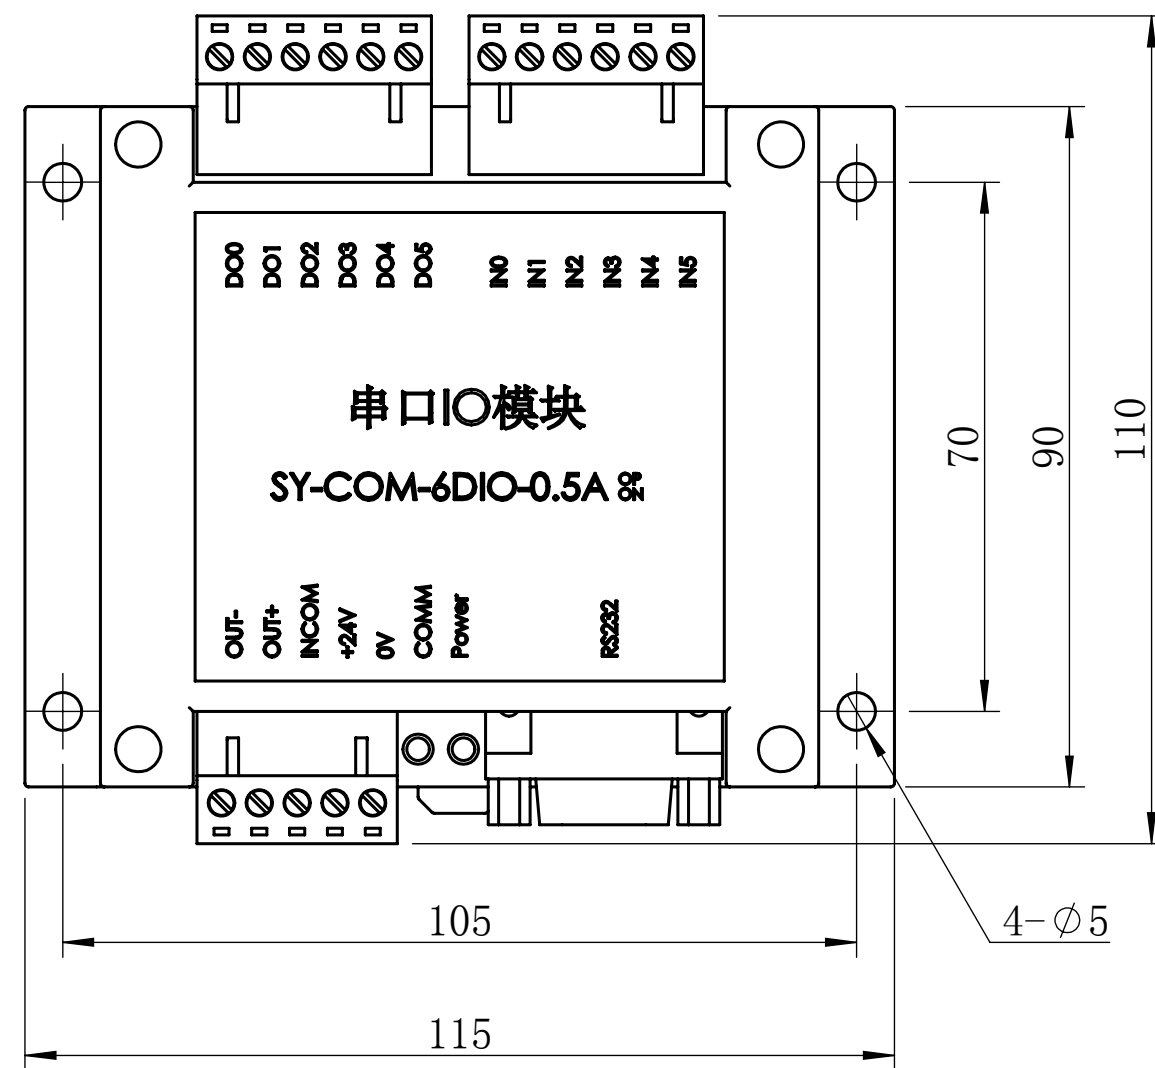 DO0
DO1
DO2
DO3
DO4
DO5
IN0
IN1
IN2
IN3
IN4
IN5
串口IO模块
SY-COM-6DIO-0.5A OP ON
OUT-
OUT+
INCOM
+24V
0V
COMM
Power
RS232
70
90
110
105
4-∅5
115